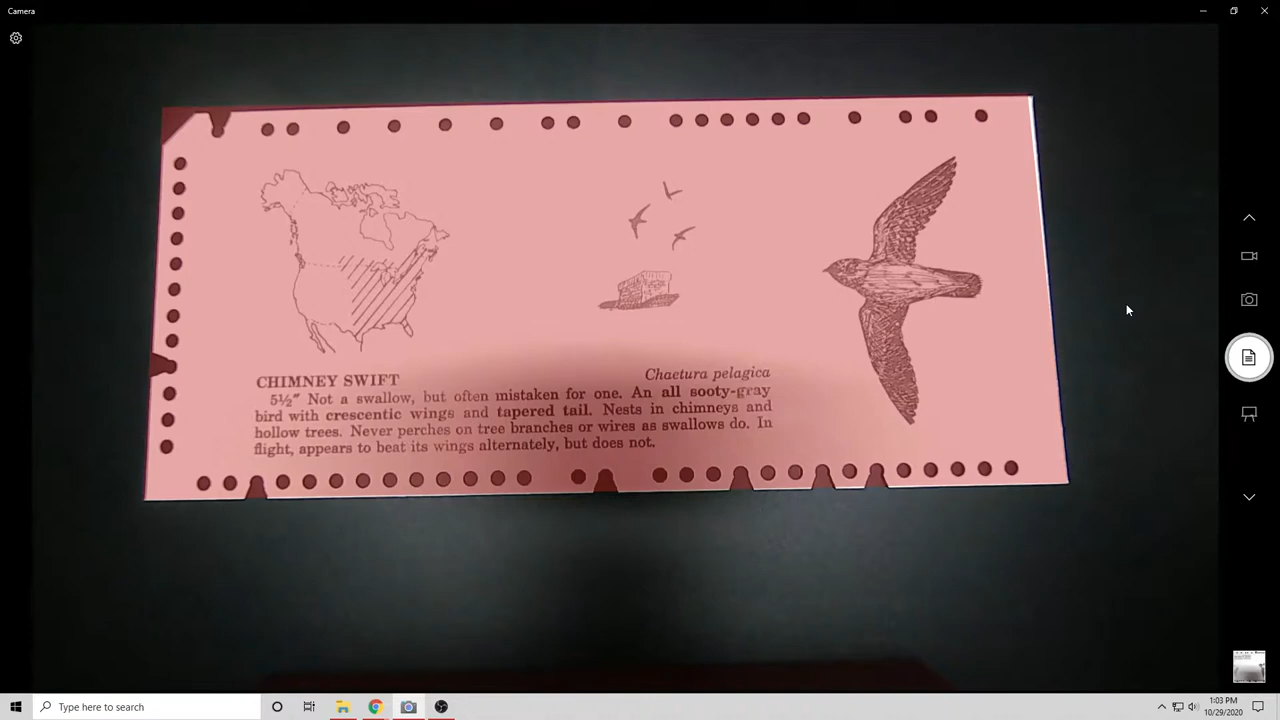 Camera
CHIMNEY SWIFT
Chaetura pelagica
5½″ Not a swallow, but often mistaken for one. An all sooty-gray
bird with crescentic wings and tapered tail. Nests in chimneys and
hollow trees. Never perches on tree branches or wires as swallows do. In
flight, appears to beat its wings alternately, but does not.
Type here to search
1:03 PM
10/29/2020